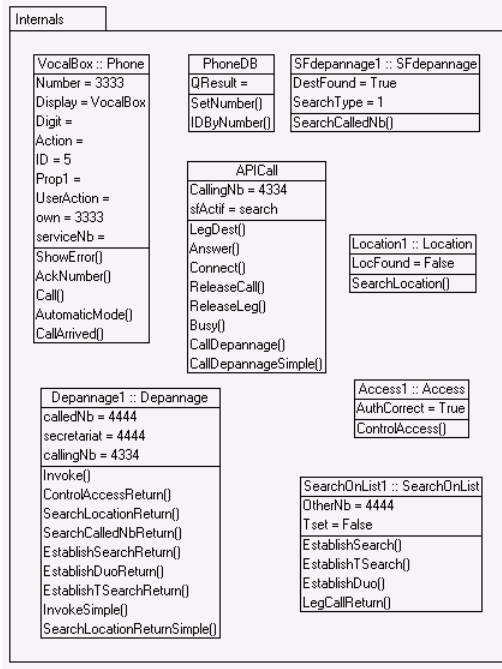 Internals
VocalBox :: Phone
Number = 3333
Display = VocalBox
Digit =
Action =
ID = 5
Prop1 =
UserAction =
own = 3333
serviceNb =
ShowError()
AckNumber()
Call()
AutomaticMode()
CallArrived()
PhoneDB
QResult =
SetNumber()
IDByNumber()
SFdepannage1 :: SFdepannage
DestFound = True
SearchType = 1
SearchCalledNb()
APICall
CallingNb = 4334
sfActif = search
LegDest()
Answer()
Connect()
ReleaseCall()
ReleaseLeg()
Busy()
CallDepannage()
CallDepannageSimple()
Location1 :: Location
LocFound = False
SearchLocation()
Access1 :: Access
AuthCorrect = True
ControlAccess()
Depannage1 :: Depannage
calledNb = 4444
secretariat = 4444
callingNb = 4334
Invoke()
ControlAccessReturn()
SearchLocationReturn()
SearchCalledNbReturn()
EstablishSearchReturn()
EstablishDuoReturn()
EstablishTSearchReturn()
InvokeSimple()
SearchLocationReturnSimple()
SearchOnList1 :: SearchOnList
OtherNb = 4444
Tset = False
EstablishSearch()
EstablishTSearch()
EstablishDuo()
LegCallReturn()